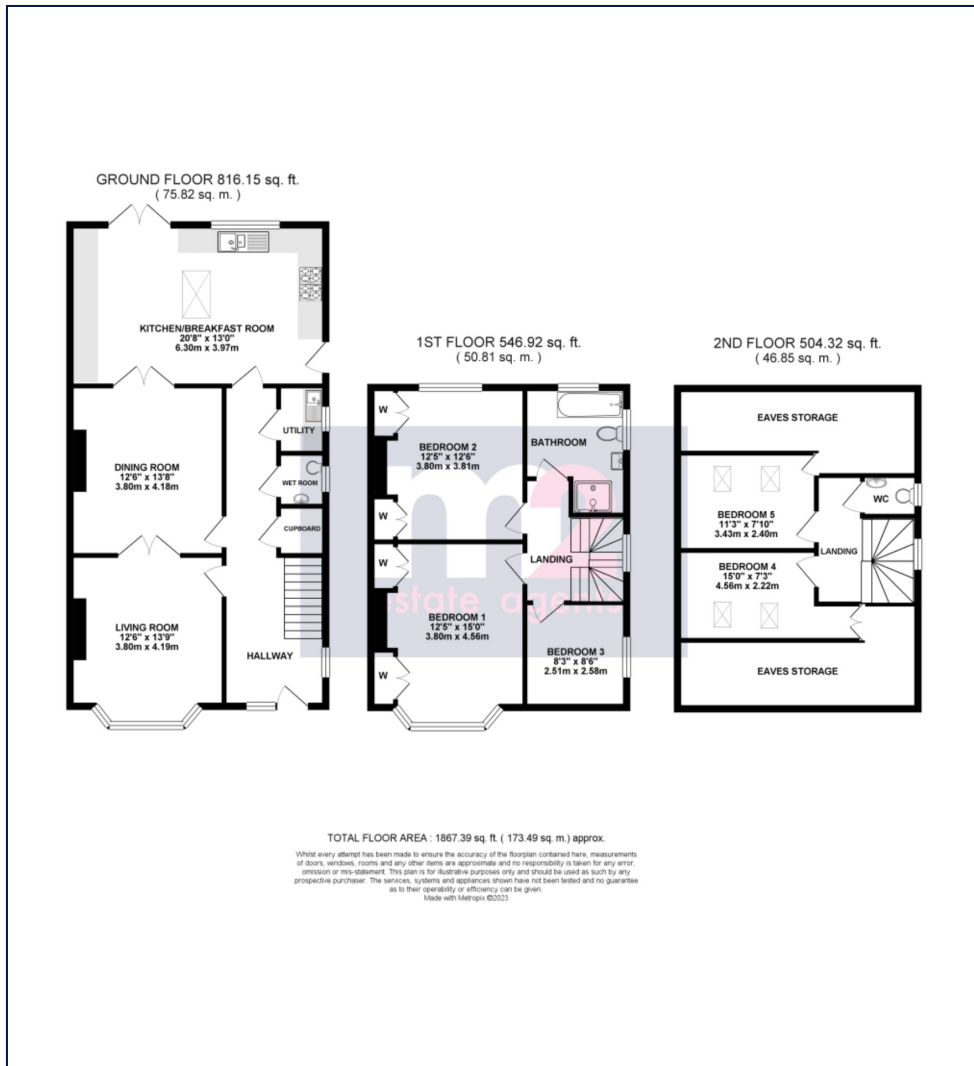 GROUND FLOOR 816.15 sq. ft.
( 75.82 sq. m. )
KITCHEN/BREAKFAST ROOM
20'8" x 13'0"
6.30m x 3.97m
UTILITY
DINING ROOM
12'6" x 13'8"
3.80m x 4.18m
WET ROOM
CUPBOARD
LIVING ROOM
12'6" x 13'9"
3.80m x 4.19m
HALLWAY
1ST FLOOR 546.92 sq. ft.
( 50.81 sq. m. )
W
BEDROOM 2
12'5" x 12'6"
3.80m x 3.81m
BATHROOM
W
W
LANDING
BEDROOM 1
12'5" x 15'0"
3.80m x 4.56m
W
BEDROOM 3
8'3" x 8'6"
2.51m x 2.58m
m2
estate agents
2ND FLOOR 504.32 sq. ft.
( 46.85 sq. m. )
EAVES STORAGE
WC
BEDROOM 5
11'3" x 7'10"
3.43m x 2.40m
LANDING
BEDROOM 4
15'0" x 7'3"
4.56m x 2.22m
EAVES STORAGE
TOTAL FLOOR AREA : 1867.39 sq. ft. ( 173.49 sq. m.) approx.
Whilst every attempt has been made to ensure the accuracy of the floorplan contained here, measurements
of doors, windows, rooms and any other items are approximate and no responsibility is taken for any error,
omission or mis-statement. This plan is for illustrative purposes only and should be used as such by any
prospective purchaser. The services, systems and appliances shown have not been tested and no guarantee
as to their operability or efficiency can be given.
Made with Metropix ©2023